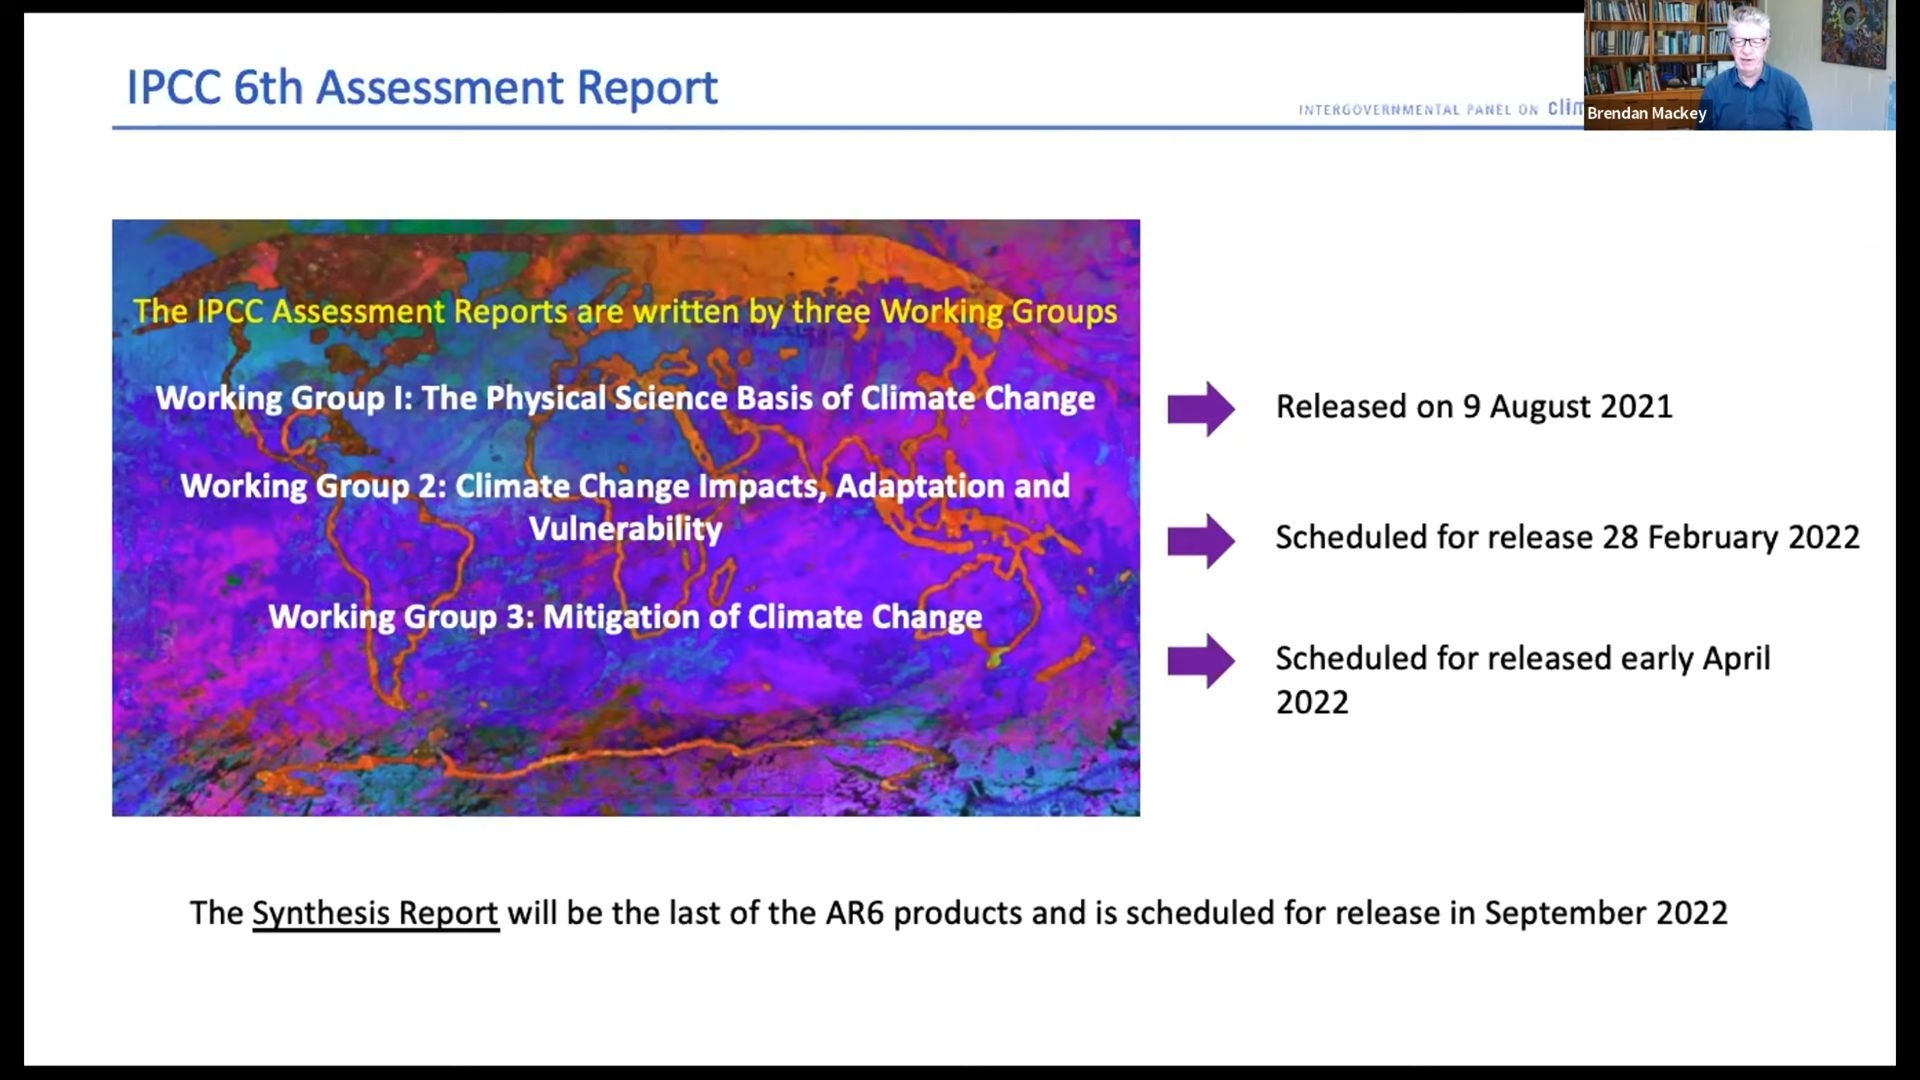 IPCC 6th Assessment Report
INTERGOVERNMENTAL PANEL ON
Brendan Mackey
The IPCC Assessment Reports are written by three Working Groups
Working Group I: The Physical Science Basis of Climate Change
Released on 9 August 2021
Working Group 2: Climate Change Impacts, Adaptation and
Vulnerability
Scheduled for release 28 February 2022
Working Group 3: Mitigation of Climate Change
Scheduled for released early April
2022
The Synthesis Report will be the last of the AR6 products and is scheduled for release in September 2022